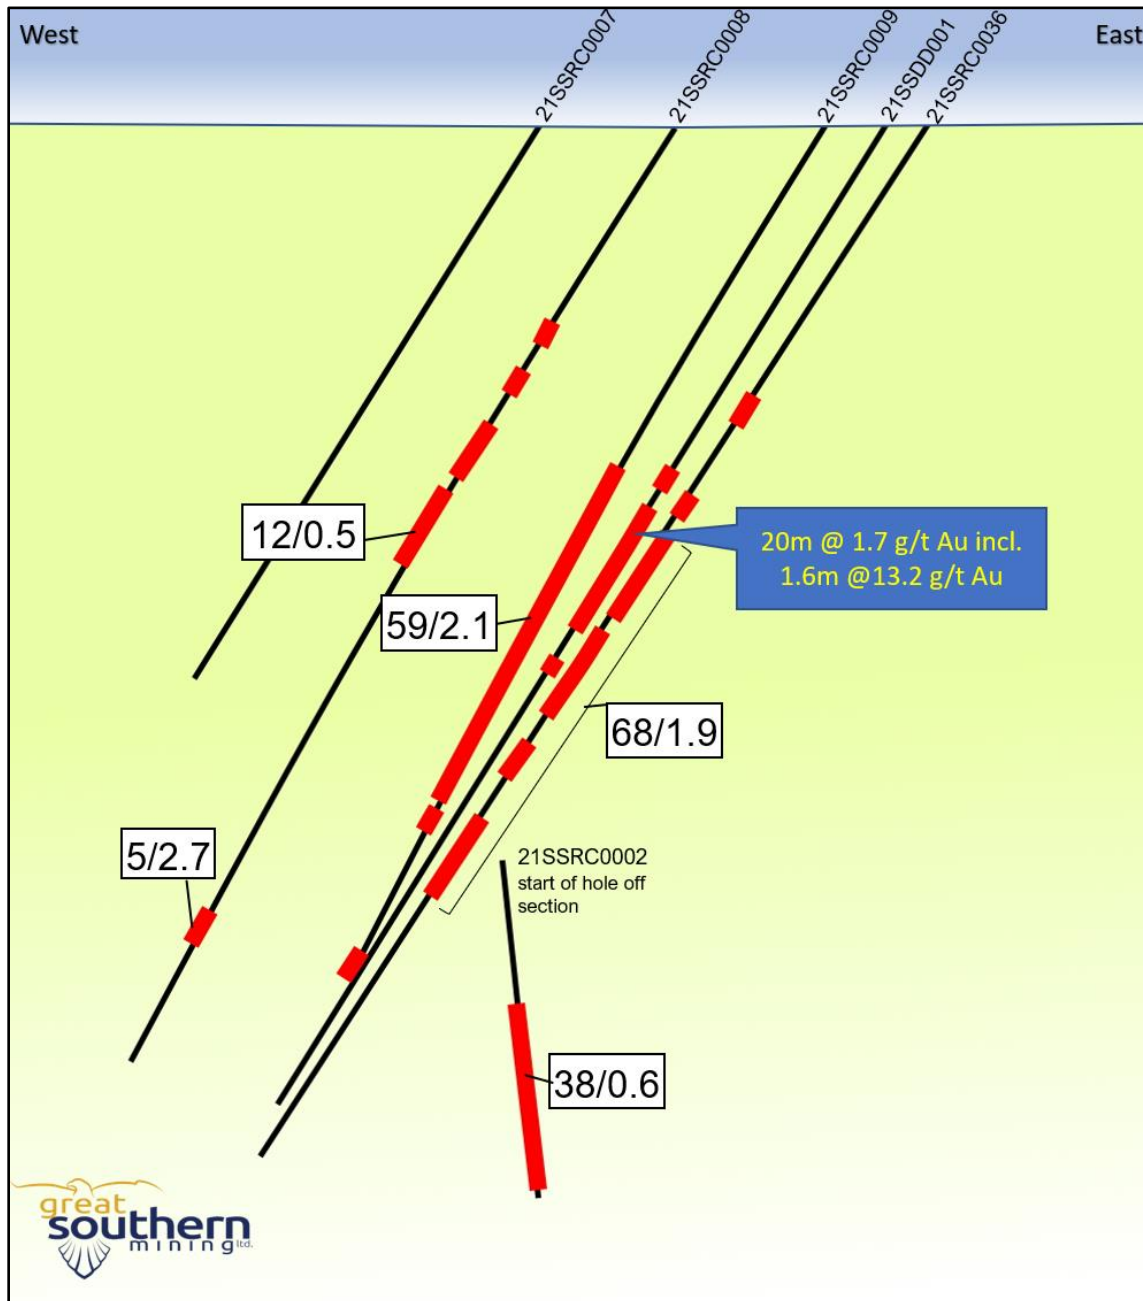 West
East
21SSRC0007
21SSRC0008
21SSRC0009
21SSDD001
21SSRC0036
12/0.5
20m @ 1.7 g/t Au incl.
1.6m @13.2 g/t Au
59/2.1
68/1.9
5/2.7
21SSRC0002
start of hole off
section
38/0.6
great
southern
mining ltd.